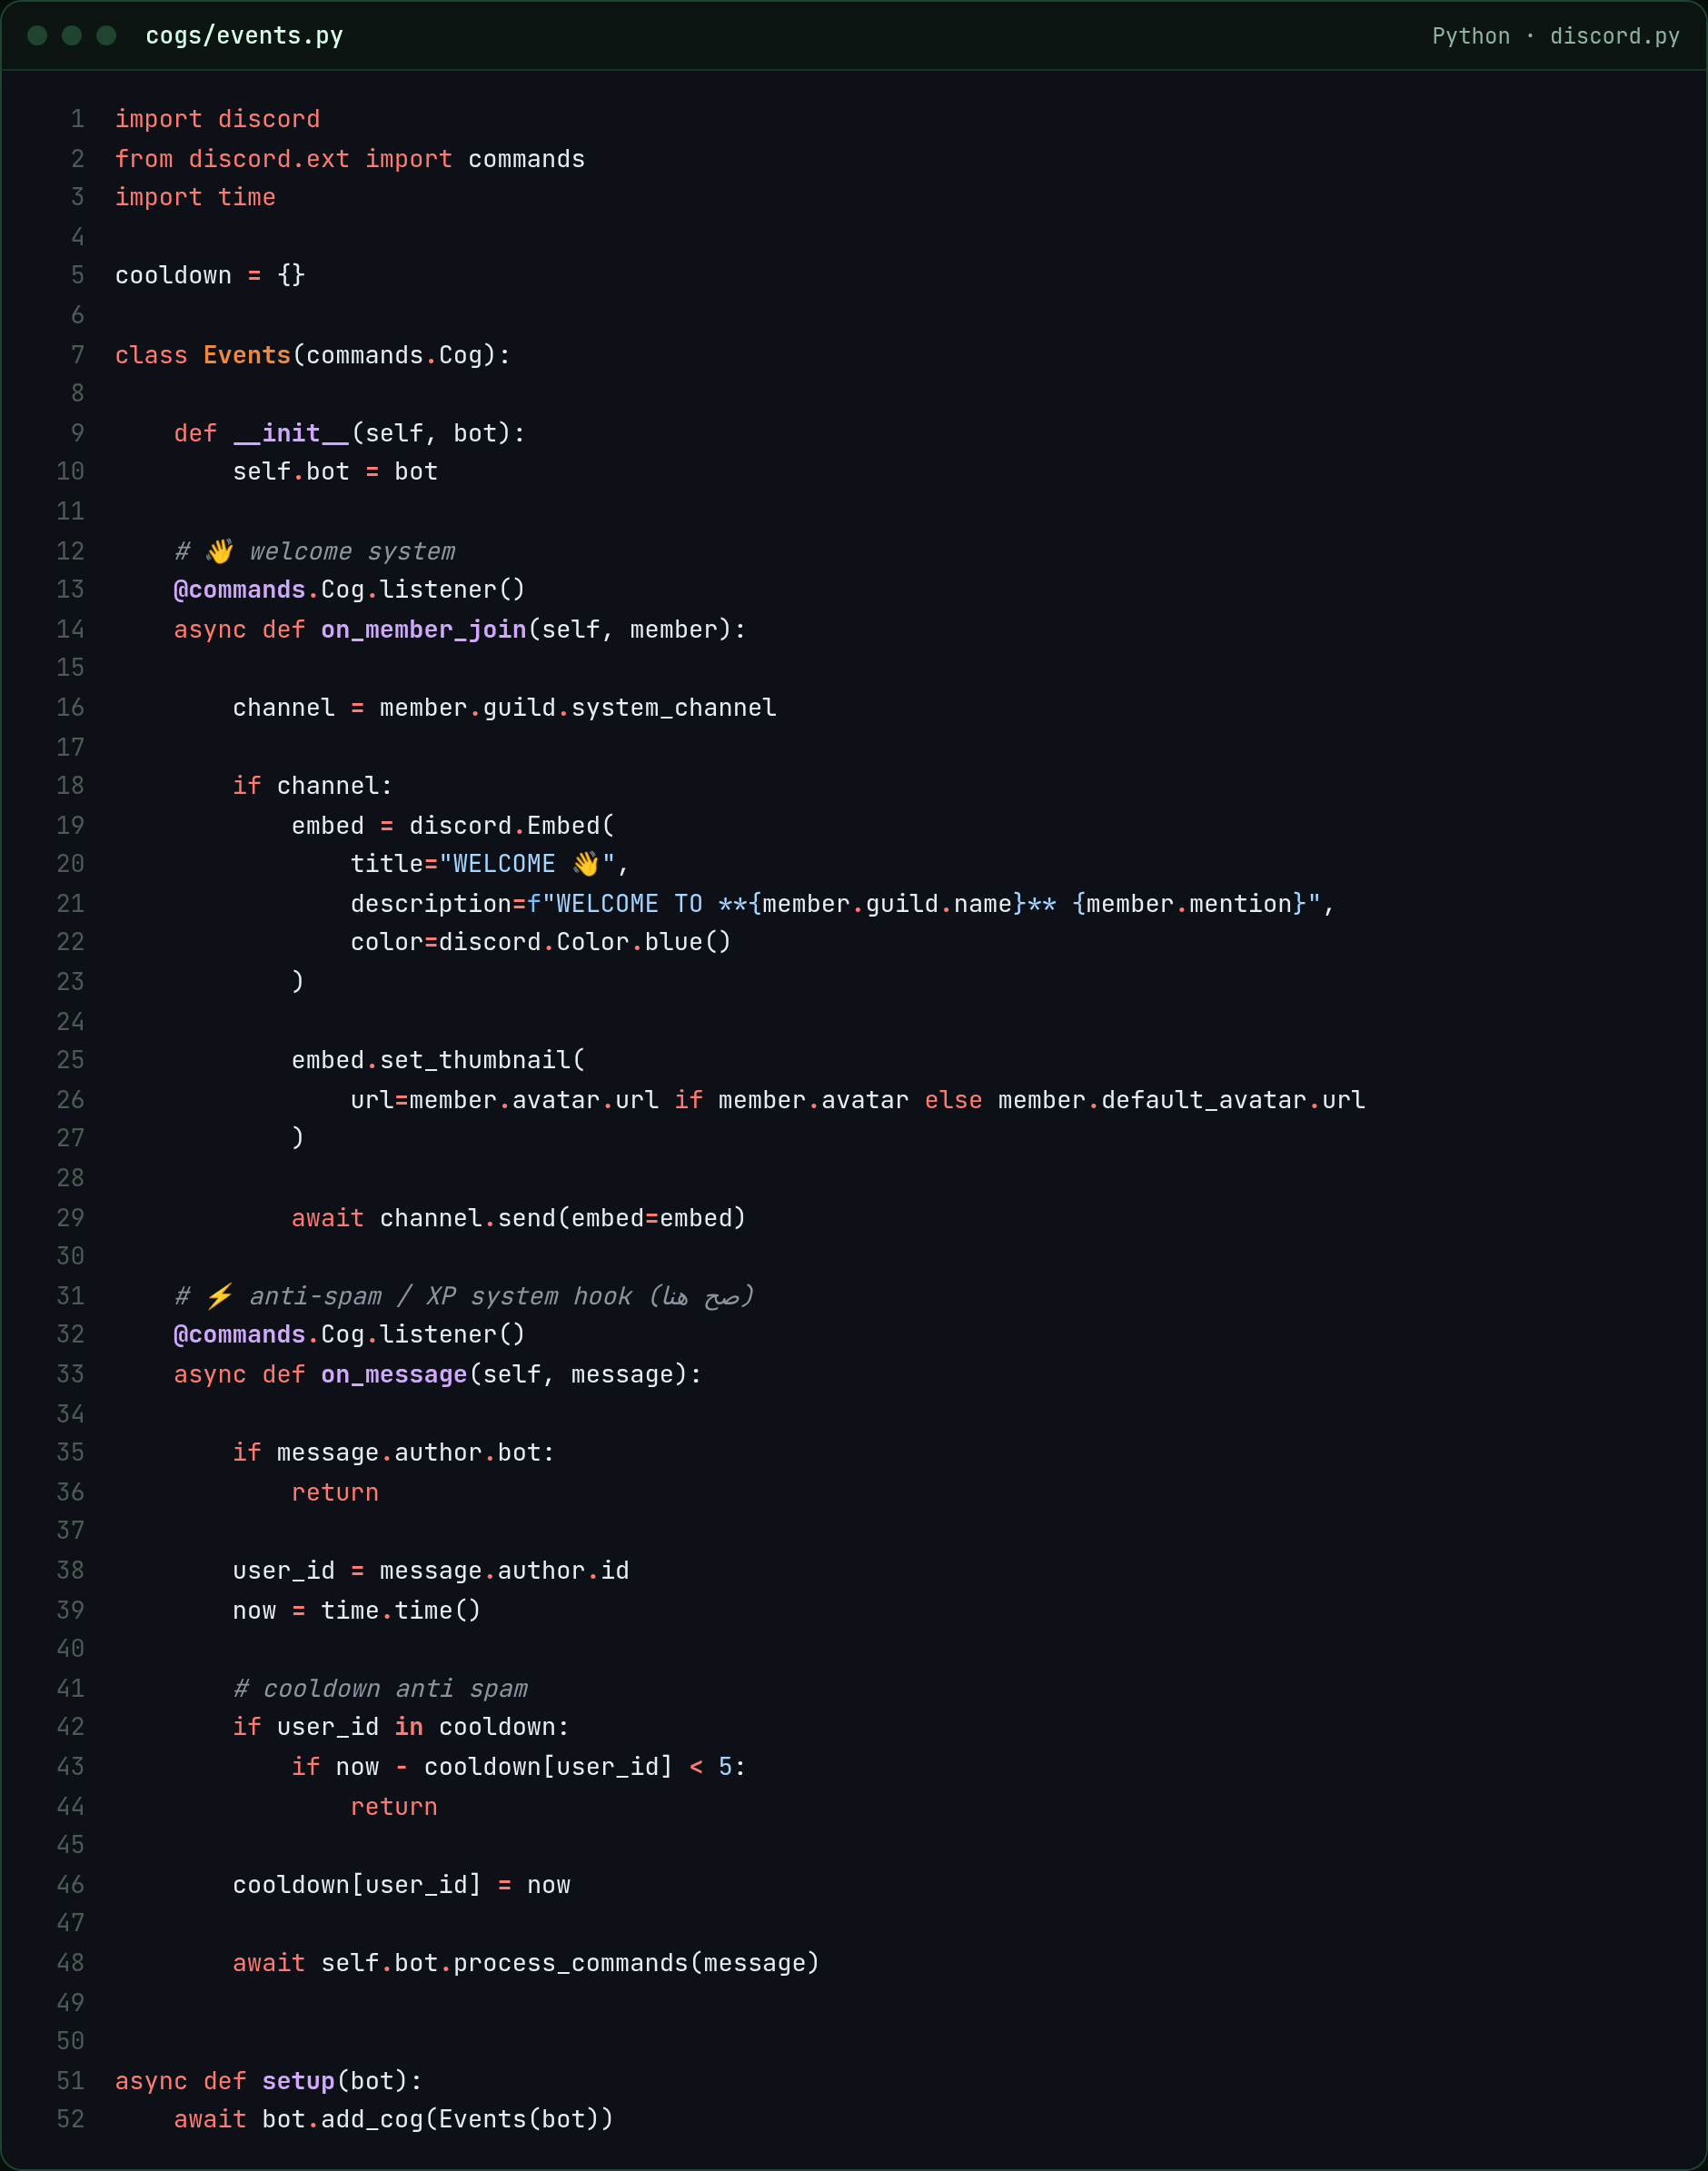 cogs/events.py
Python · discord.py
1 import discord
2 from discord.ext import commands
3 import time
4
5 cooldown = {}
6
7 class Events(commands.Cog):
8
9     def __init__(self, bot):
10         self.bot = bot
11
12     # 👋 welcome system
13     @commands.Cog.listener()
14     async def on_member_join(self, member):
15
16         channel = member.guild.system_channel
17
18         if channel:
19             embed = discord.Embed(
20                 title="WELCOME 👋",
21                 description=f"WELCOME TO **{member.guild.name}** {member.mention}",
22                 color=discord.Color.blue()
23             )
24
25             embed.set_thumbnail(
26                 url=member.avatar.url if member.avatar else member.default_avatar.url
27             )
28
29             await channel.send(embed=embed)
30
31     # ⚡ anti-spam / XP system hook (صح هنا)
32     @commands.Cog.listener()
33     async def on_message(self, message):
34
35         if message.author.bot:
36             return
37
38         user_id = message.author.id
39         now = time.time()
40
41         # cooldown anti spam
42         if user_id in cooldown:
43             if now - cooldown[user_id] < 5:
44                 return
45
46         cooldown[user_id] = now
47
48         await self.bot.process_commands(message)
49
50
51 async def setup(bot):
52     await bot.add_cog(Events(bot))